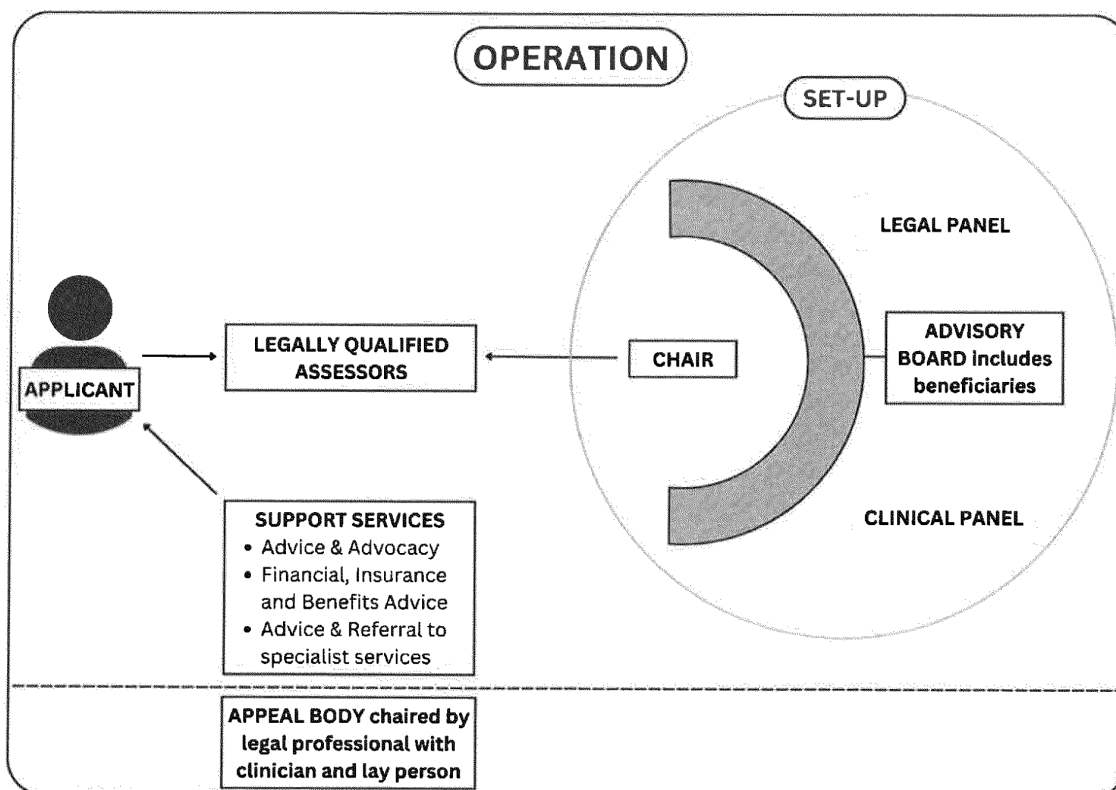 OPERATION
SET-UP
LEGAL PANEL
APPLICANT
LEGALLY QUALIFIED
ASSESSORS
CHAIR
ADVISORY
BOARD includes
beneficiaries
CLINICAL PANEL
SUPPORT SERVICES
• Advice & Advocacy
• Financial, Insurance
and Benefits Advice
• Advice & Referral to
specialist services
APPEAL BODY chaired by
legal professional with
clinician and lay person